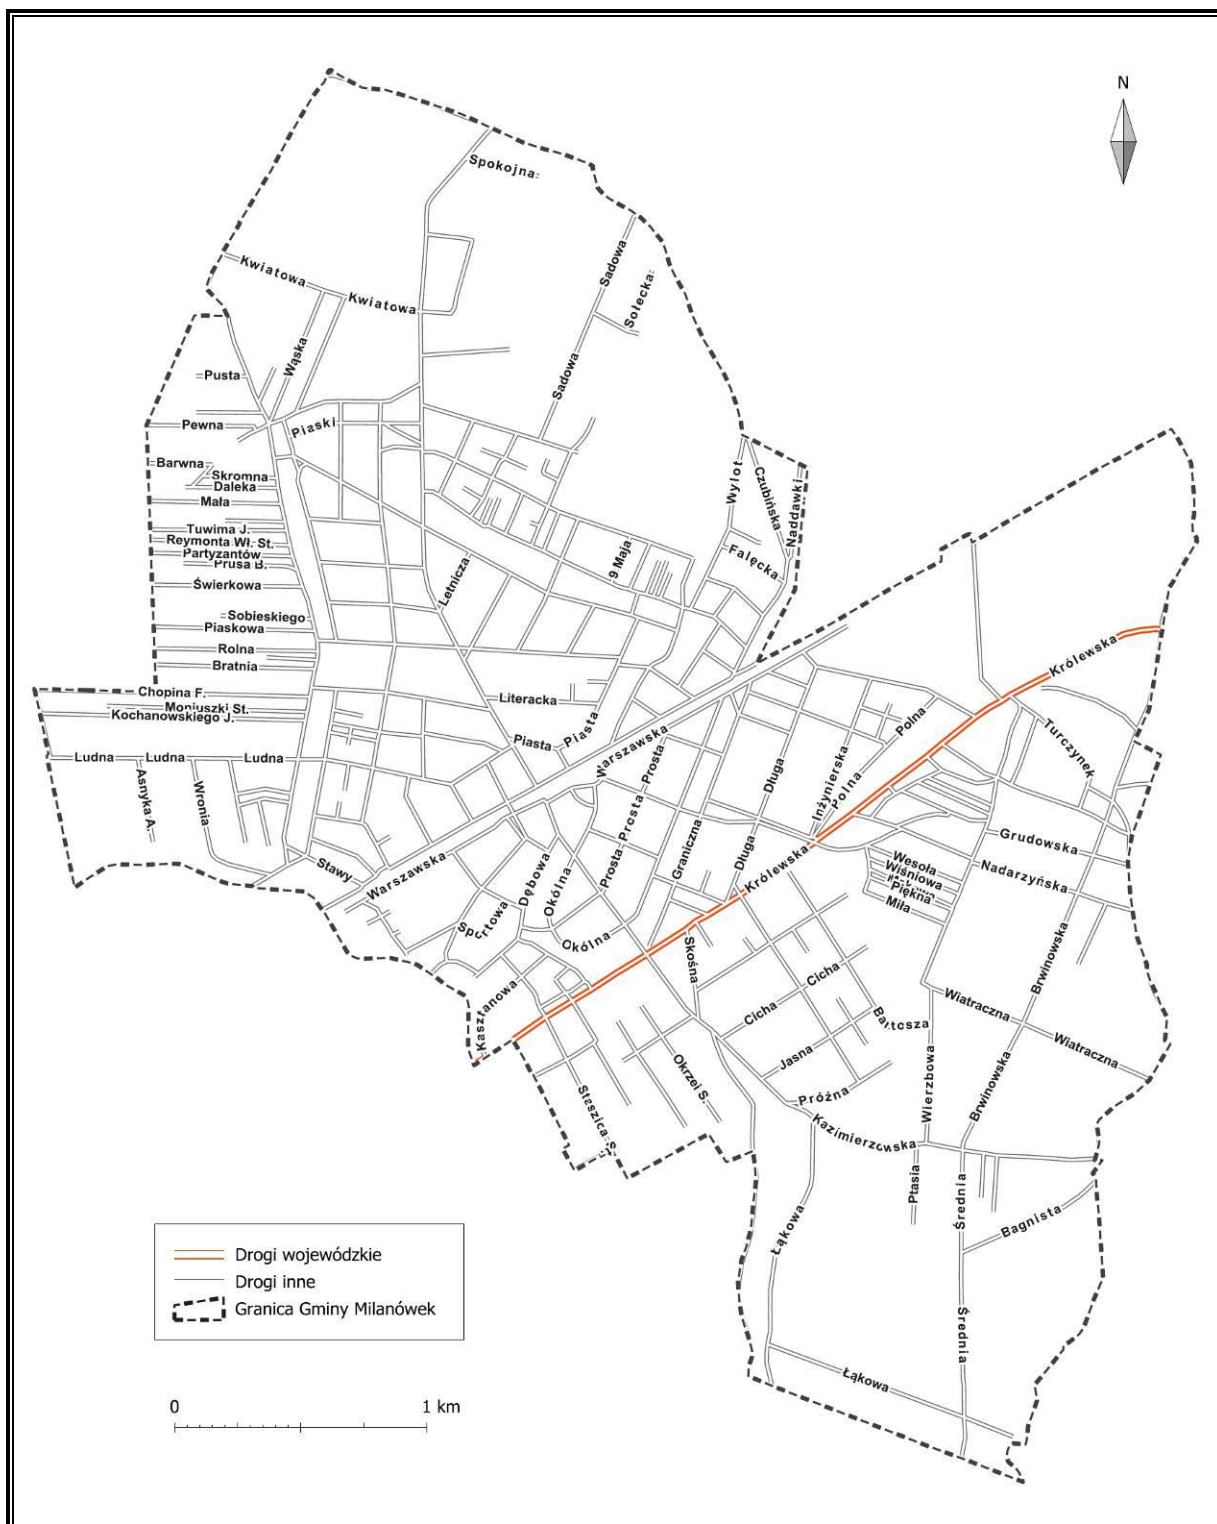 N
Spokojna
Kwiatowa
Kwiatowa
Sadowa
Sołecka
Sadowa
Wąska
Pusta
Piaski
Pewna
Barwna
Skromna
Daleka
Mała
Tuwima J.
Reymonta Wł. St.
Partyzantów
Prusa B.
Świerkowa
Sobieskiego
Piaskowa
Rolna
Bratnia
Chopina F.
Moniuszki St.
Kochanowskiego J.
Ludna
Ludna
Ludna
Asnyka A.
Wronia
Stawy
Letnicza
9 Maja
Wylot
Czubińska
Naddawki
Falęcka
Literacka
Piasta
Piasta
Warszawska
Warszawska
Prosta
Prosta
Prosta
Graniczna
Długa
Długa
Inżynierska
Polna
Polna
Królewska
Królewska
Turczynek
Grudowska
Nadarzyńska
Wesoła
Wiśniowa
Piękna
Miła
Dębowa
Okólna
Okólna
Sportowa
Kasztanowa
Skośna
Cicha
Cicha
Bartosza
Jasna
Próżna
Okrzei S.
Staszica S.
Kazimierzowska
Wiatraczna
Wiatraczna
Wierzbowa
Brwinowska
Brwinowska
Ptasia
Średnia
Bagnista
Łąkowa
Średnia
Łąkowa
Drogi wojewódzkie
Drogi inne
Granica Gminy Milanówek
0 1 km